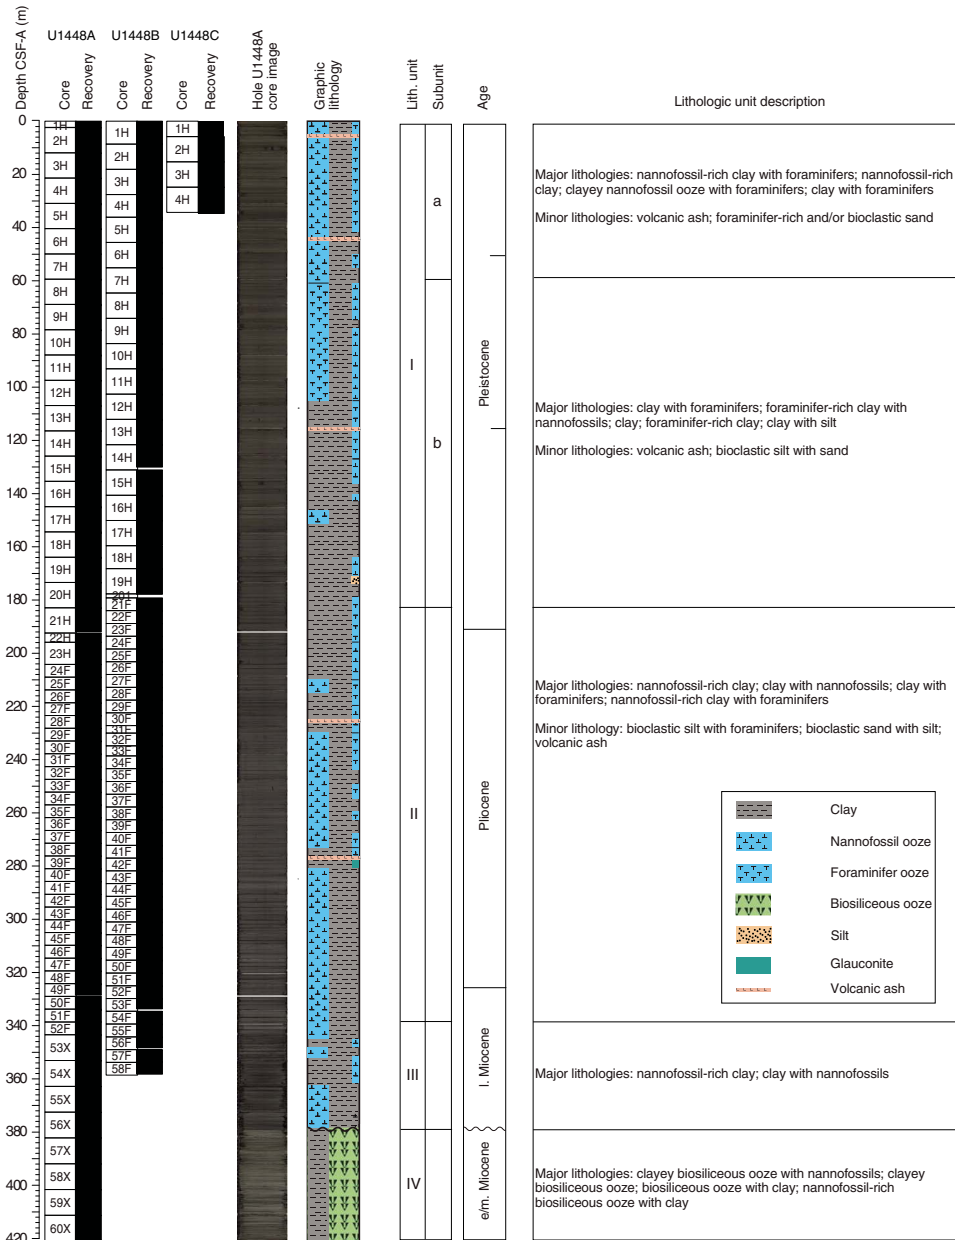 Depth CSF-A (m)
U1448A
U1448B
U1448C
Core
Recovery
Core
Recovery
Core
Recovery
Hole U1448A
core image
Graphic
lithology
Lith. unit
Subunit
Age
Lithologic unit description
0
20
40
60
80
100
120
140
160
180
200
220
240
260
280
300
320
340
360
380
400
420
1H
2H
3H
4H
5H
6H
7H
8H
9H
10H
11H
12H
13H
14H
15H
16H
17H
18H
19H
20H
21H
22H
23H
24F
25F
26F
27F
28F
29F
30F
31F
32F
33F
34F
35F
36F
37F
38F
39F
40F
41F
42F
43F
44F
45F
46F
47F
48F
49F
50F
51F
52F
53X
54X
55X
56X
57X
58X
59X
60X
1H
2H
3H
4H
5H
6H
7H
8H
9H
10H
11H
12H
13H
14H
15H
16H
17H
18H
19H
201
21F
22F
23F
24F
25F
26F
27F
28F
29F
30F
31F
32F
33F
34F
35F
36F
37F
38F
39F
40F
41F
42F
43F
44F
45F
46F
47F
48F
49F
50F
51F
52F
53F
54F
55F
56F
57F
58F
1H
2H
3H
4H
I
II
III
IV
a
b
Pleistocene
Pliocene
l. Miocene
e/m. Miocene
Major lithologies: nannofossil-rich clay with foraminifers; nannofossil-rich
clay; clayey nannofossil ooze with foraminifers; clay with foraminifers
Minor lithologies: volcanic ash; foraminifer-rich and/or bioclastic sand
Major lithologies: clay with foraminifers; foraminifer-rich clay with
nannofossils; clay; foraminifer-rich clay; clay with silt
Minor lithologies: volcanic ash; bioclastic silt with sand
Major lithologies: nannofossil-rich clay; clay with nannofossils; clay with
foraminifers; nannofossil-rich clay with foraminifers
Minor lithology: bioclastic silt with foraminifers; bioclastic sand with silt;
volcanic ash
Clay
Nannofossil ooze
Foraminifer ooze
Biosiliceous ooze
Silt
Glauconite
Volcanic ash
Major lithologies: nannofossil-rich clay; clay with nannofossils
Major lithologies: clayey biosiliceous ooze with nannofossils; clayey
biosiliceous ooze; biosiliceous ooze with clay; nannofossil-rich
biosiliceous ooze with clay